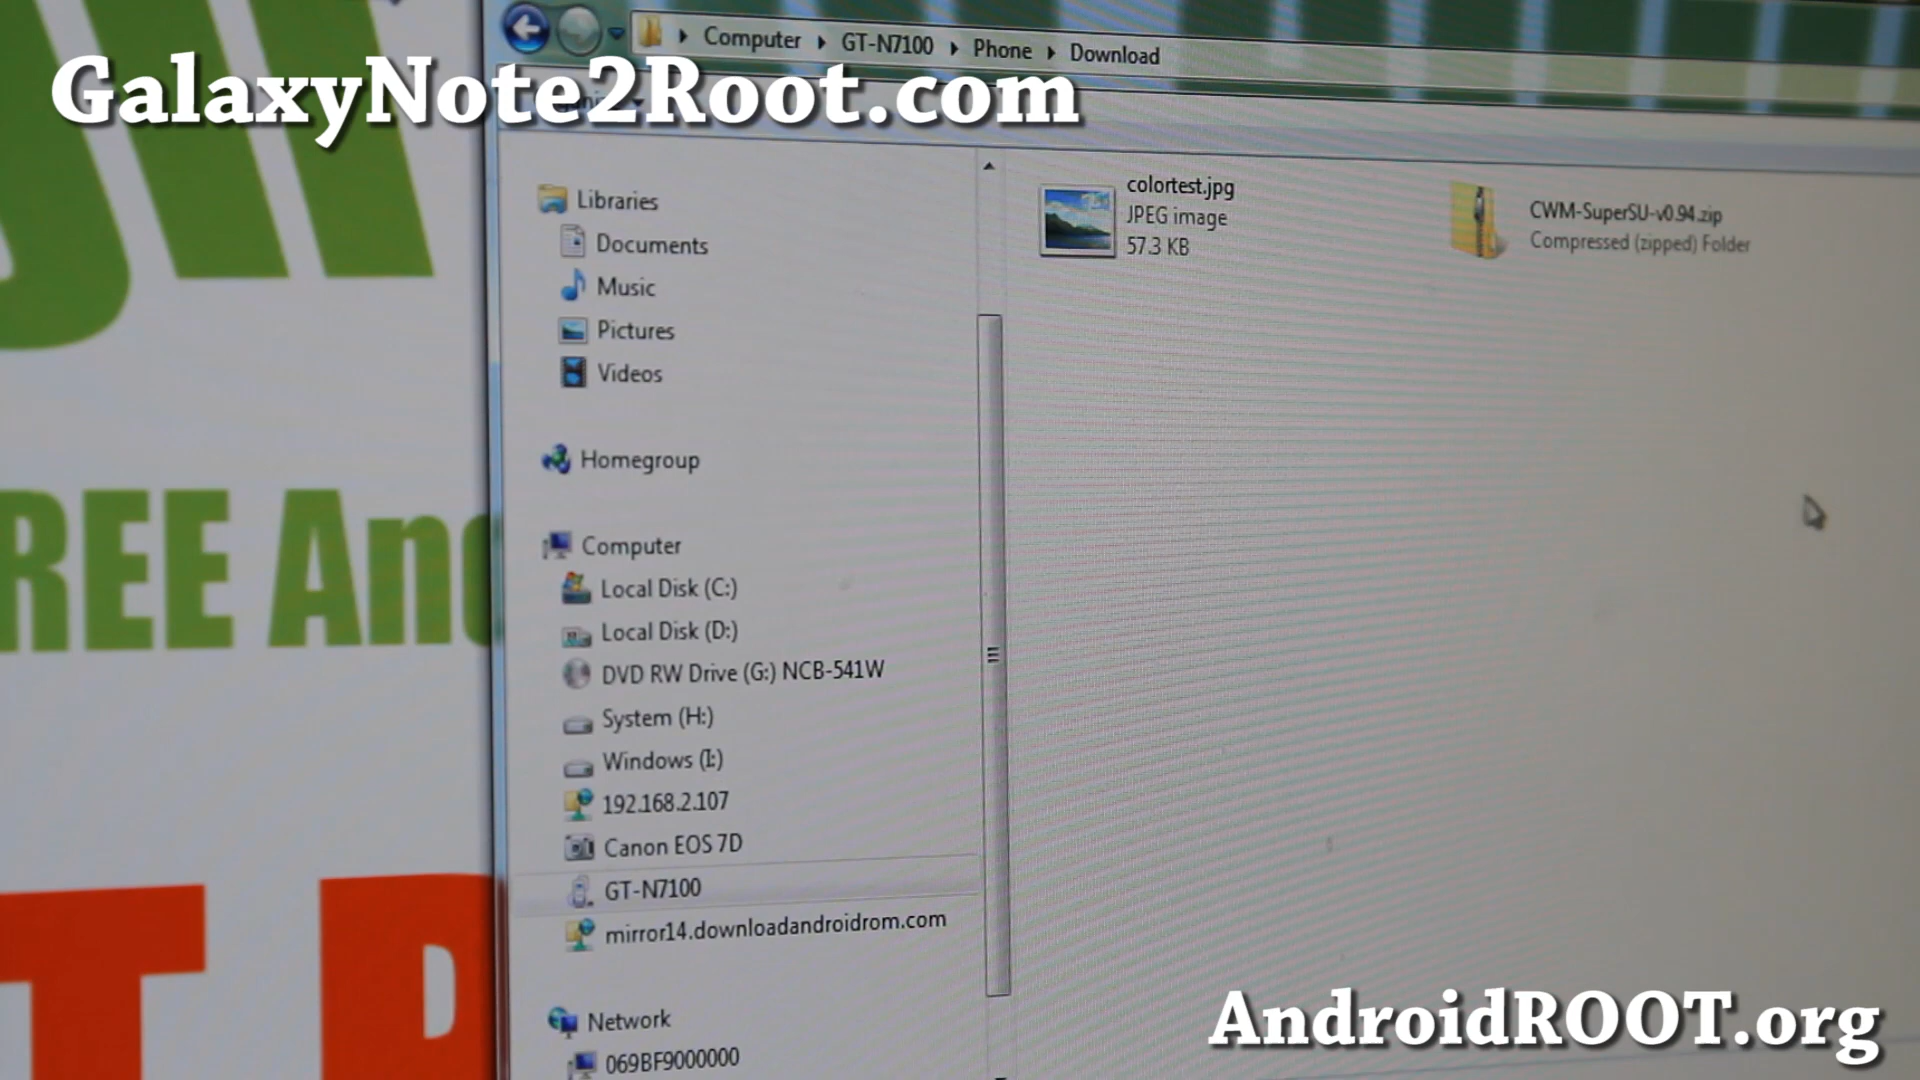 Computer GT-N7100 Phone Download
GalaxyNote2Root.com
Libraries
Documents
Music
Pictures
Videos
Homegroup
Computer
Local Disk (C:)
Local Disk (D:)
DVD RW Drive (G:) NCB-541W
System (H:)
Windows (I:)
192.168.2.107
Canon EOS 7D
GT-N7100
mirror14.downloadandroidrom.com
Network
069BF9000000
colortest.jpg
JPEG image
57.3 KB
CWM-SuperSU-v0.94.zip
Compressed (zipped) Folder
REE And
AndroidROOT.org